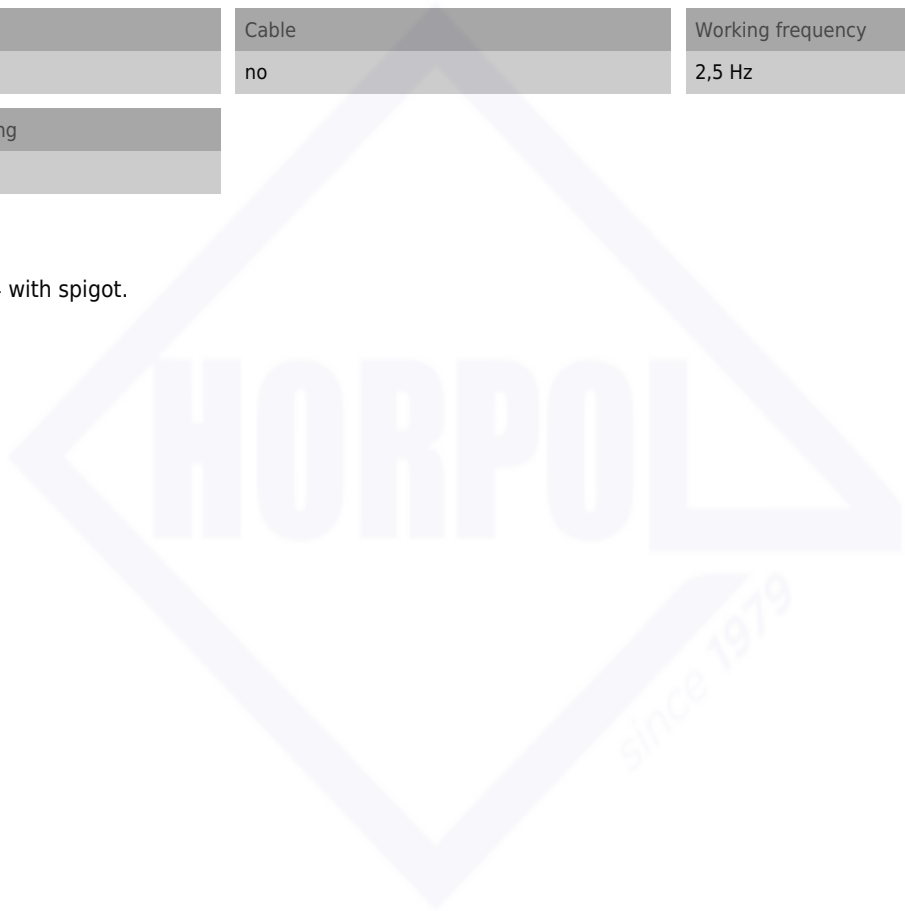 Cable
Working frequency
no
2,5 Hz
ng
with spigot.
HORPOL
since 1979